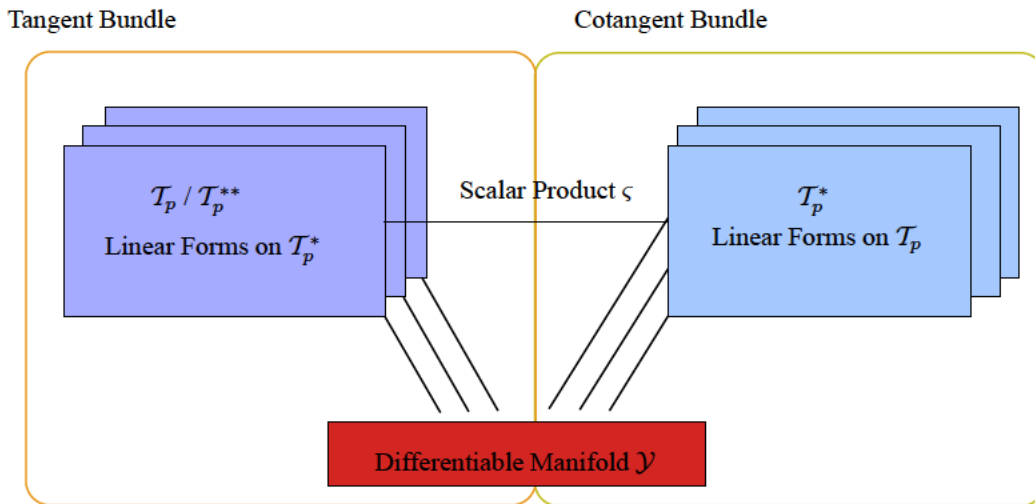 Tangent Bundle
Cotangent Bundle
𝒯ₚ / 𝒯ₚ**
Linear Forms on 𝒯ₚ*
Scalar Product ς
𝒯ₚ*
Linear Forms on 𝒯ₚ
Differentiable Manifold 𝒴